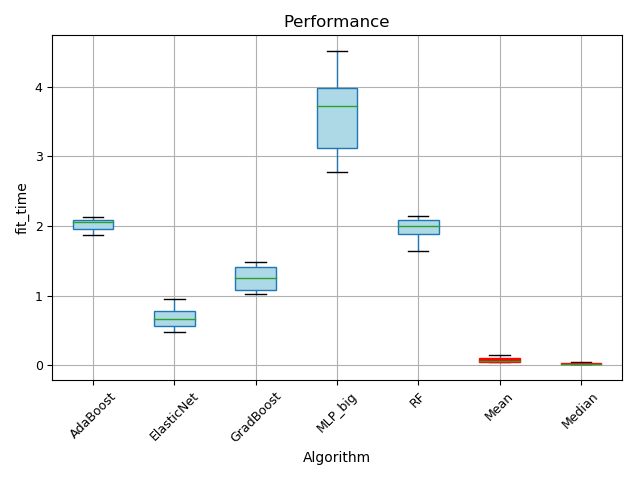 Performance
fit_time
4
3
2
1
0
AdaBoost
ElasticNet
GradBoost
MLP_big
RF
Mean
Median
Algorithm